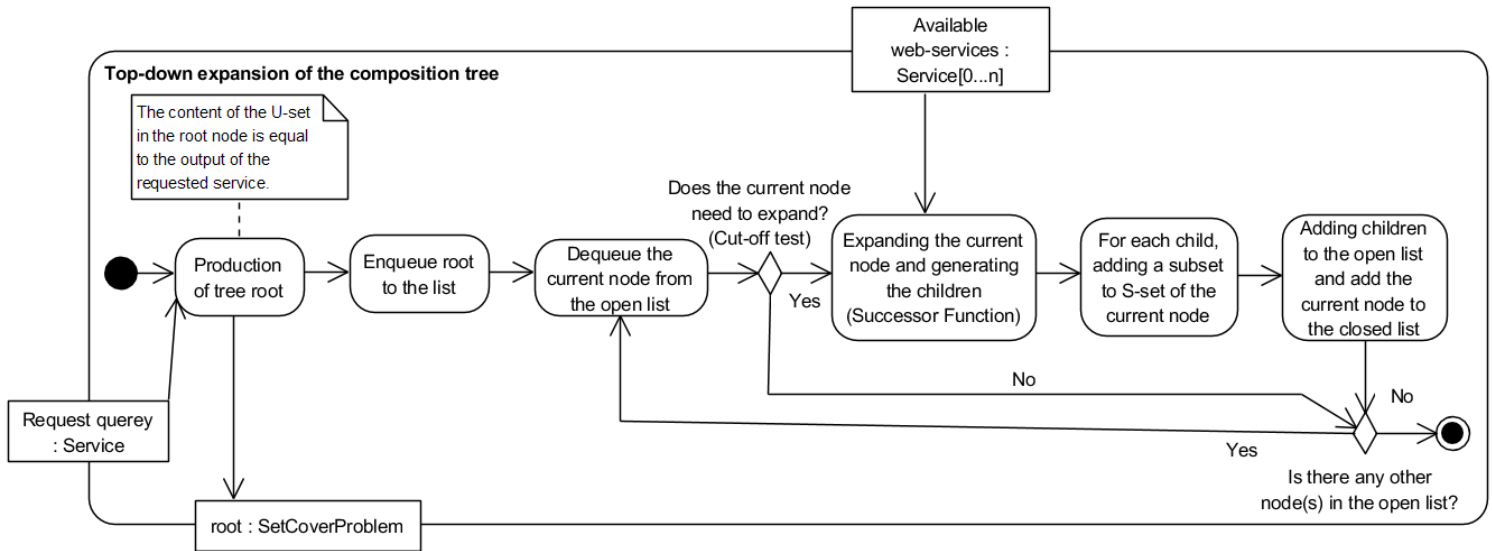 Available
web-services :
Service[0...n]
Top-down expansion of the composition tree
The content of the U-set
in the root node is equal
to the output of the
requested service.
Does the current node
need to expand?
(Cut-off test)
Production
of tree root
Enqueue root
to the list
Dequeue the
current node from
the open list
Yes
Expanding the current
node and generating
the children
(Successor Function)
For each child,
adding a subset
to S-set of the
current node
Adding children
to the open list
and add the
current node to
the closed list
No
No
Request querey
: Service
Yes
Is there any other
node(s) in the open list?
root : SetCoverProblem